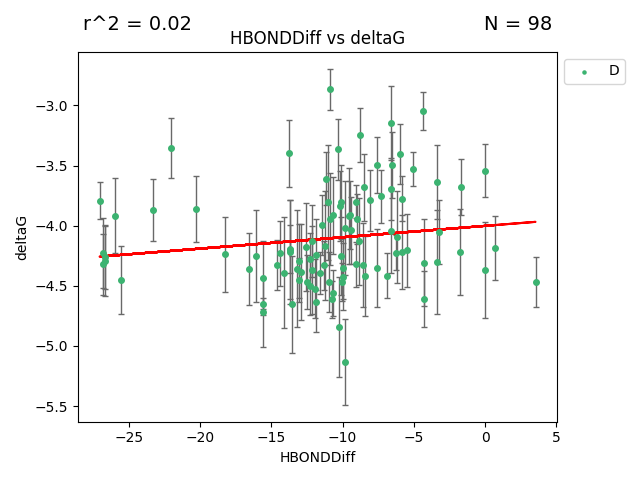 r^2 = 0.02
N = 98
HBONDDiff vs deltaG
D
deltaG
−3.0
−3.5
−4.0
−4.5
−5.0
−5.5
−25
−20
−15
−10
−5
0
5
HBONDDiff